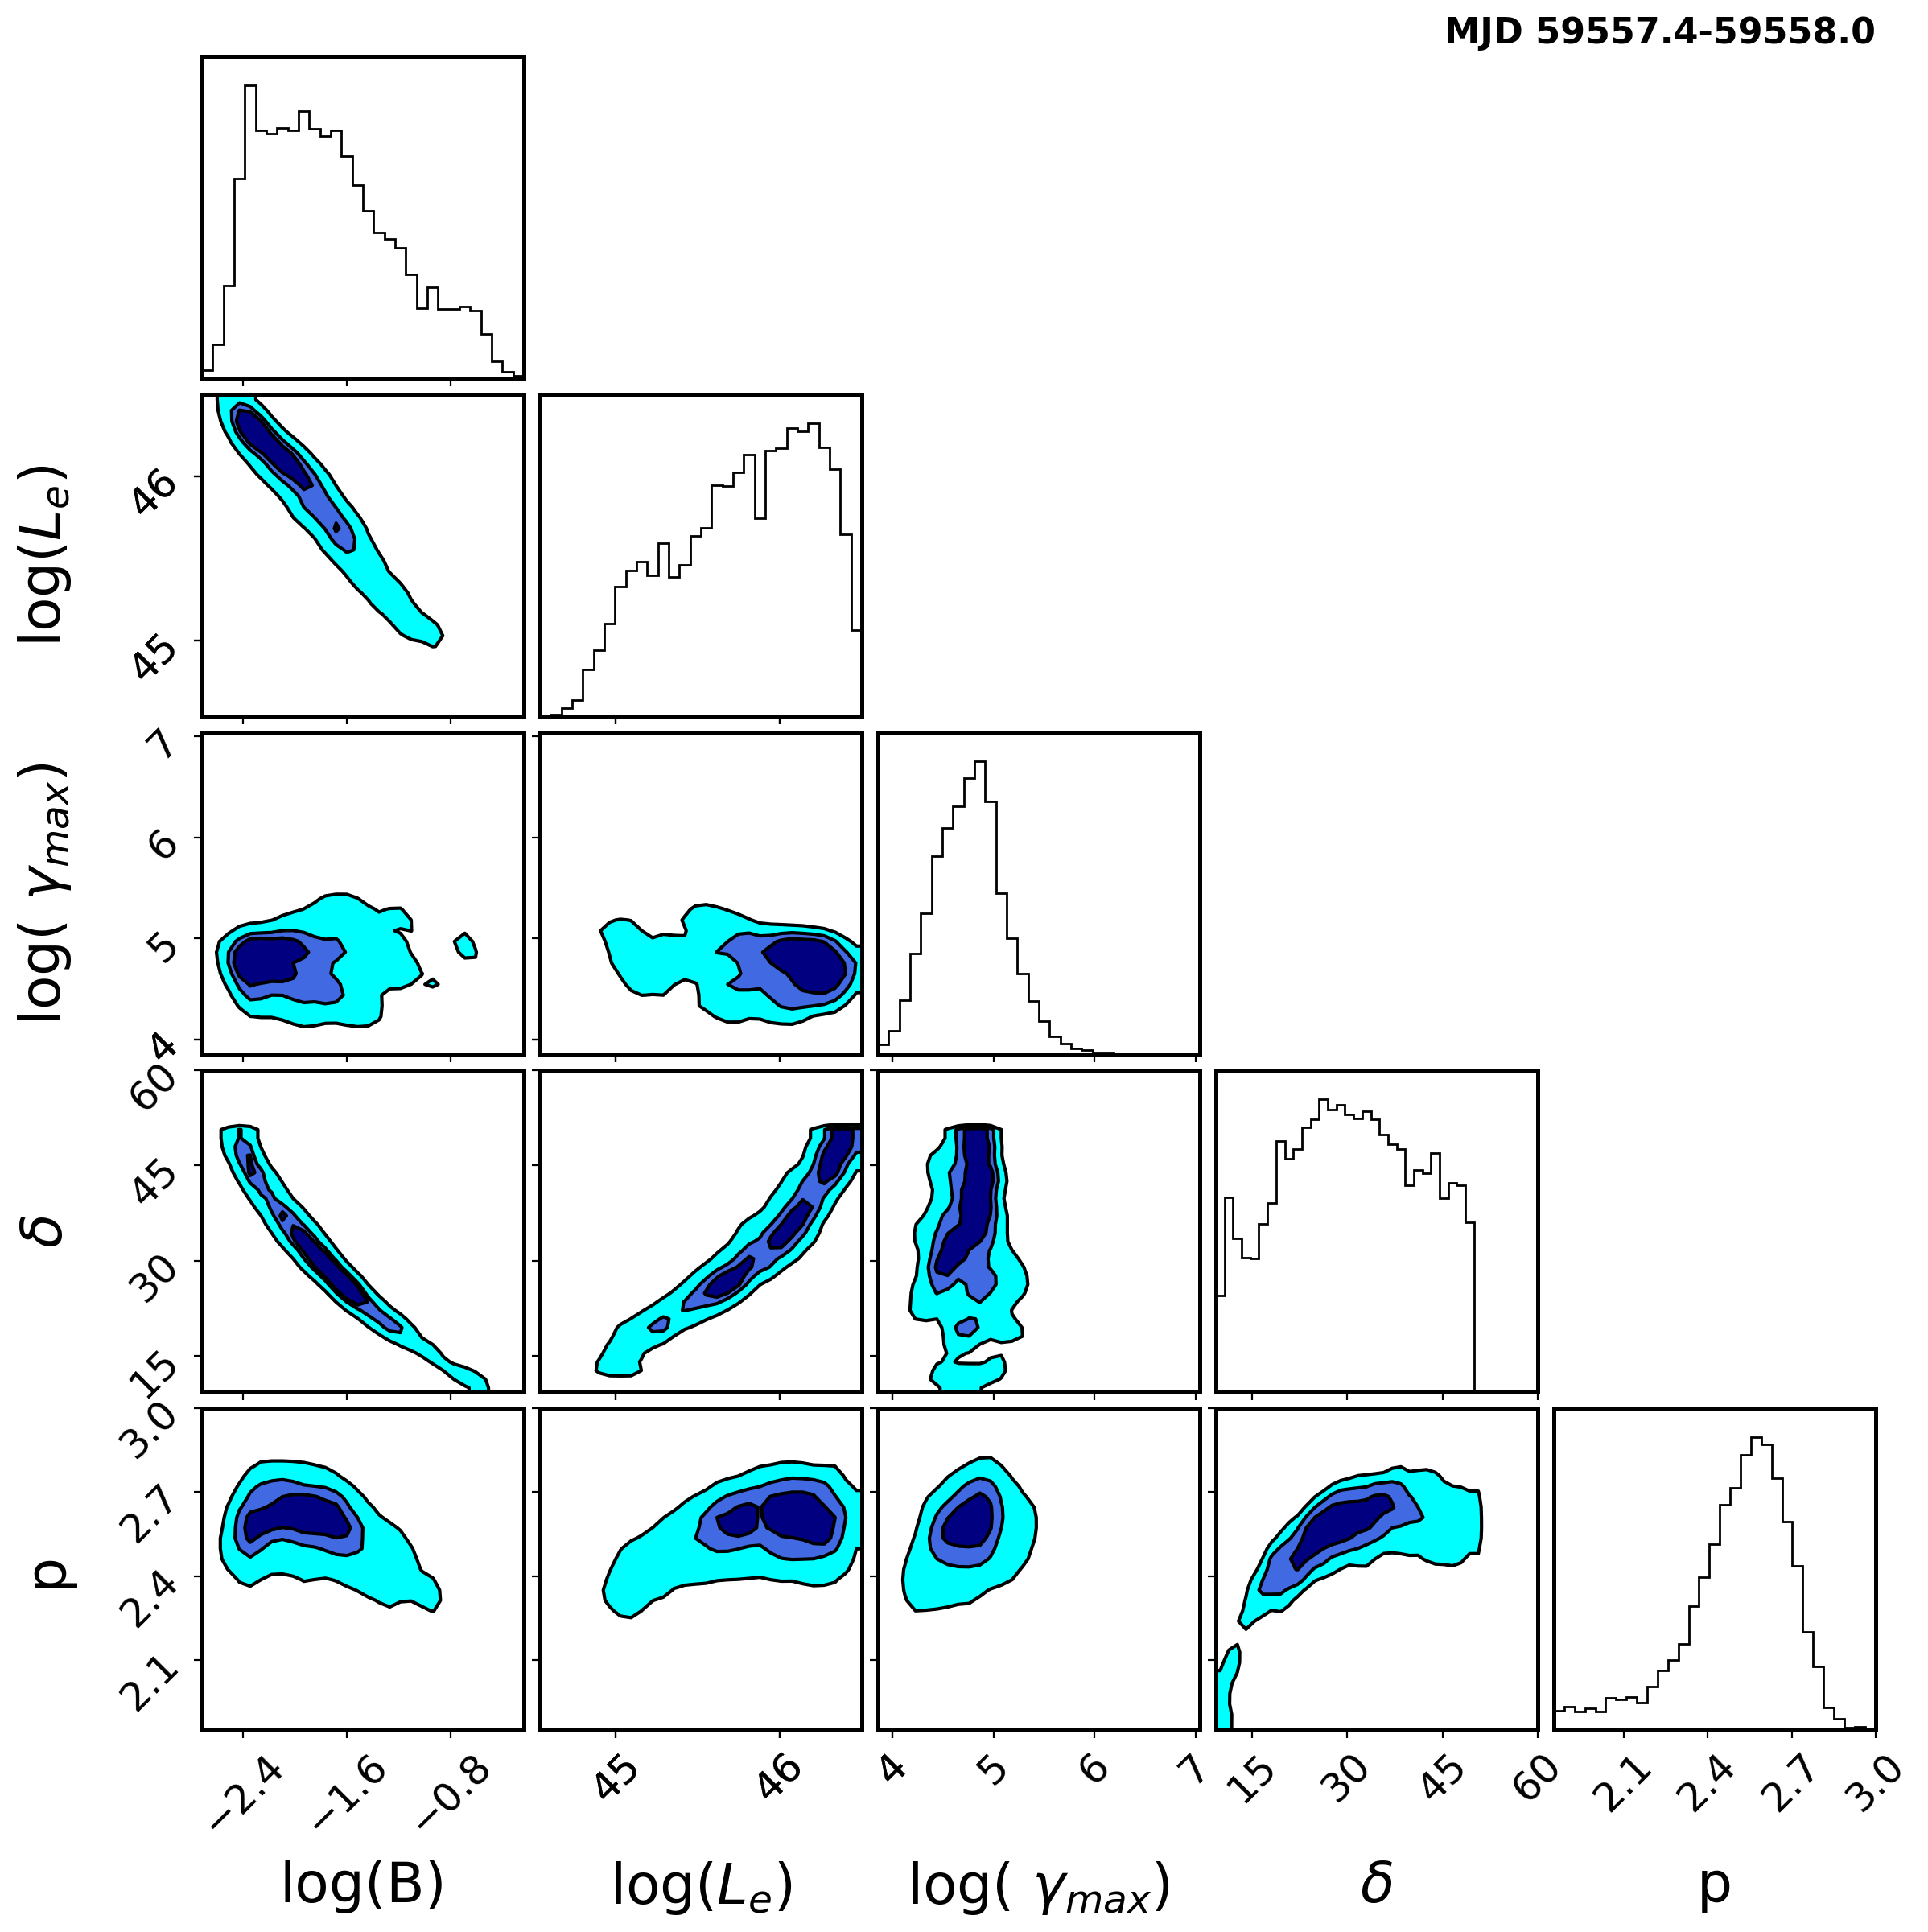 MJD 59557.4-59558.0
log(Lₑ)
46
45
log( γₘₐₓ)
7
6
5
4
δ
60
45
30
15
p
3.0
2.7
2.4
2.1
−2.4 −1.6 −0.8 45 46 4 5 6 7 15 30 45 60 2.1 2.4 2.7 3.0
log(B) log(Lₑ) log( γₘₐₓ) δ p